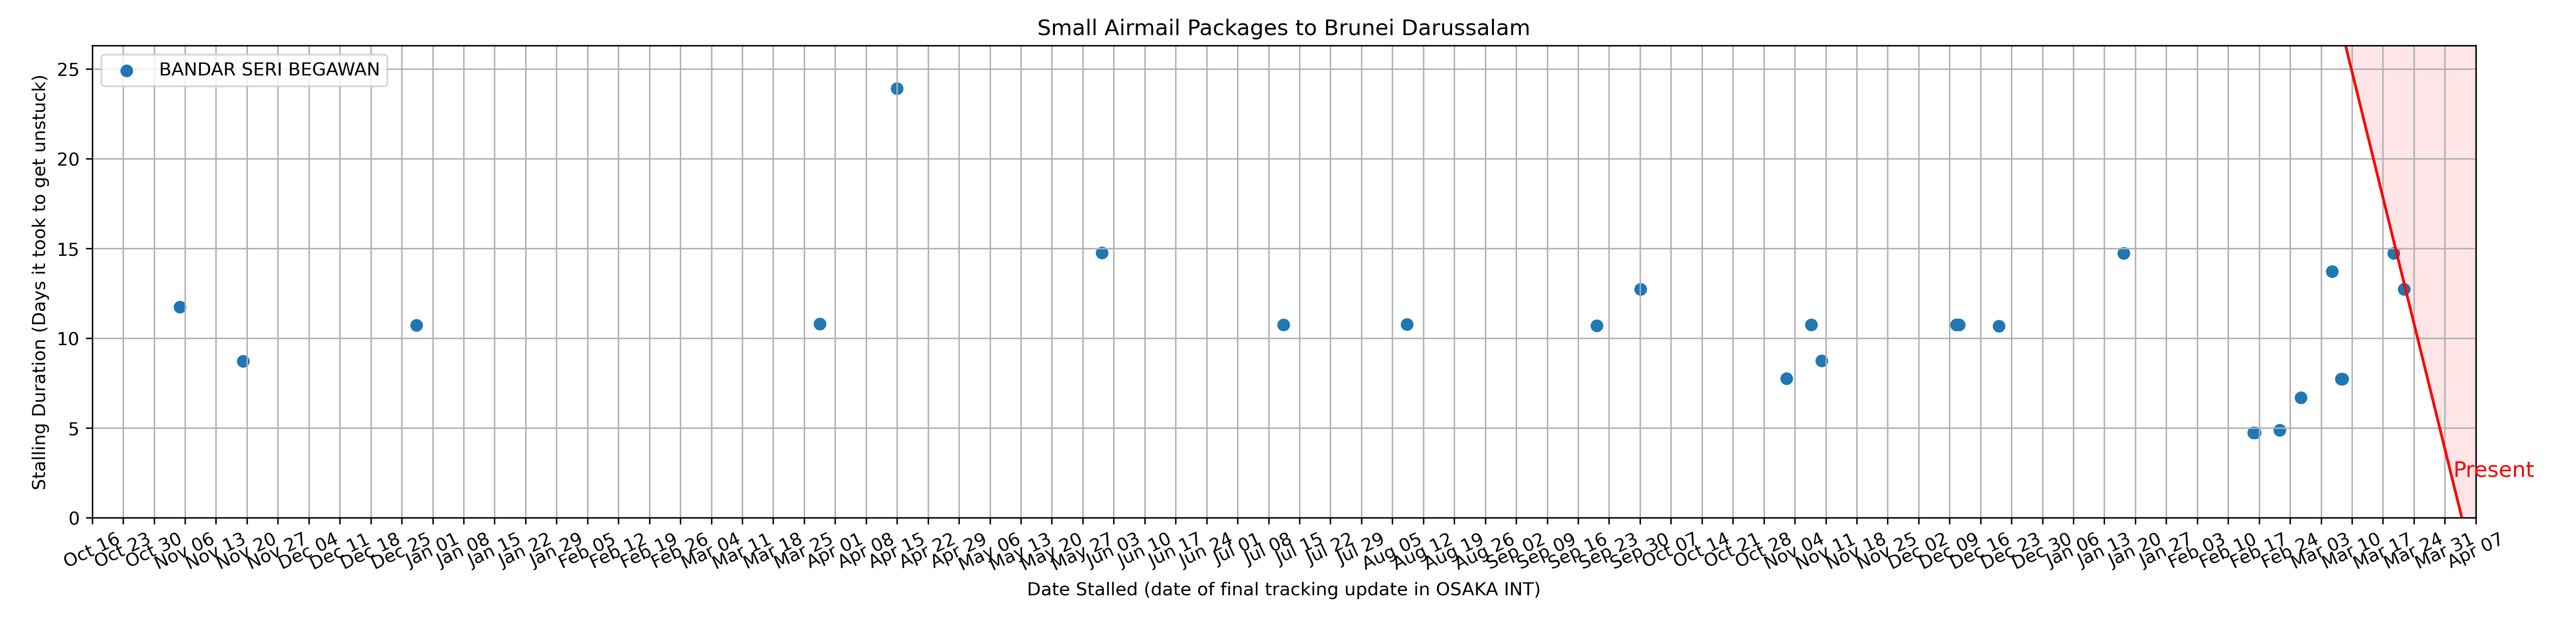 Small Airmail Packages to Brunei Darussalam
BANDAR SERI BEGAWAN
Stalling Duration (Days it took to get unstuck)
25
20
15
10
5
0
Present
Oct 16 Oct 23 Oct 30 Nov 06 Nov 13 Nov 20 Nov 27 Dec 04 Dec 11 Dec 18 Dec 25 Jan 01 Jan 08 Jan 15 Jan 22 Jan 29 Feb 05 Feb 12 Feb 19 Feb 26 Mar 04 Mar 11 Mar 18 Mar 25 Apr 01 Apr 08 Apr 15 Apr 22 Apr 29 May 06 May 13 May 20 May 27 Jun 03 Jun 10 Jun 17 Jun 24 Jul 01 Jul 08 Jul 15 Jul 22 Jul 29 Aug 05 Aug 12 Aug 19 Aug 26 Sep 02 Sep 09 Sep 16 Sep 23 Sep 30 Oct 07 Oct 14 Oct 21 Oct 28 Nov 04 Nov 11 Nov 18 Nov 25 Dec 02 Dec 09 Dec 16 Dec 23 Dec 30 Jan 06 Jan 13 Jan 20 Jan 27 Feb 03 Feb 10 Feb 17 Feb 24 Mar 03 Mar 10 Mar 17 Mar 24 Mar 31 Apr 07
Date Stalled (date of final tracking update in OSAKA INT)